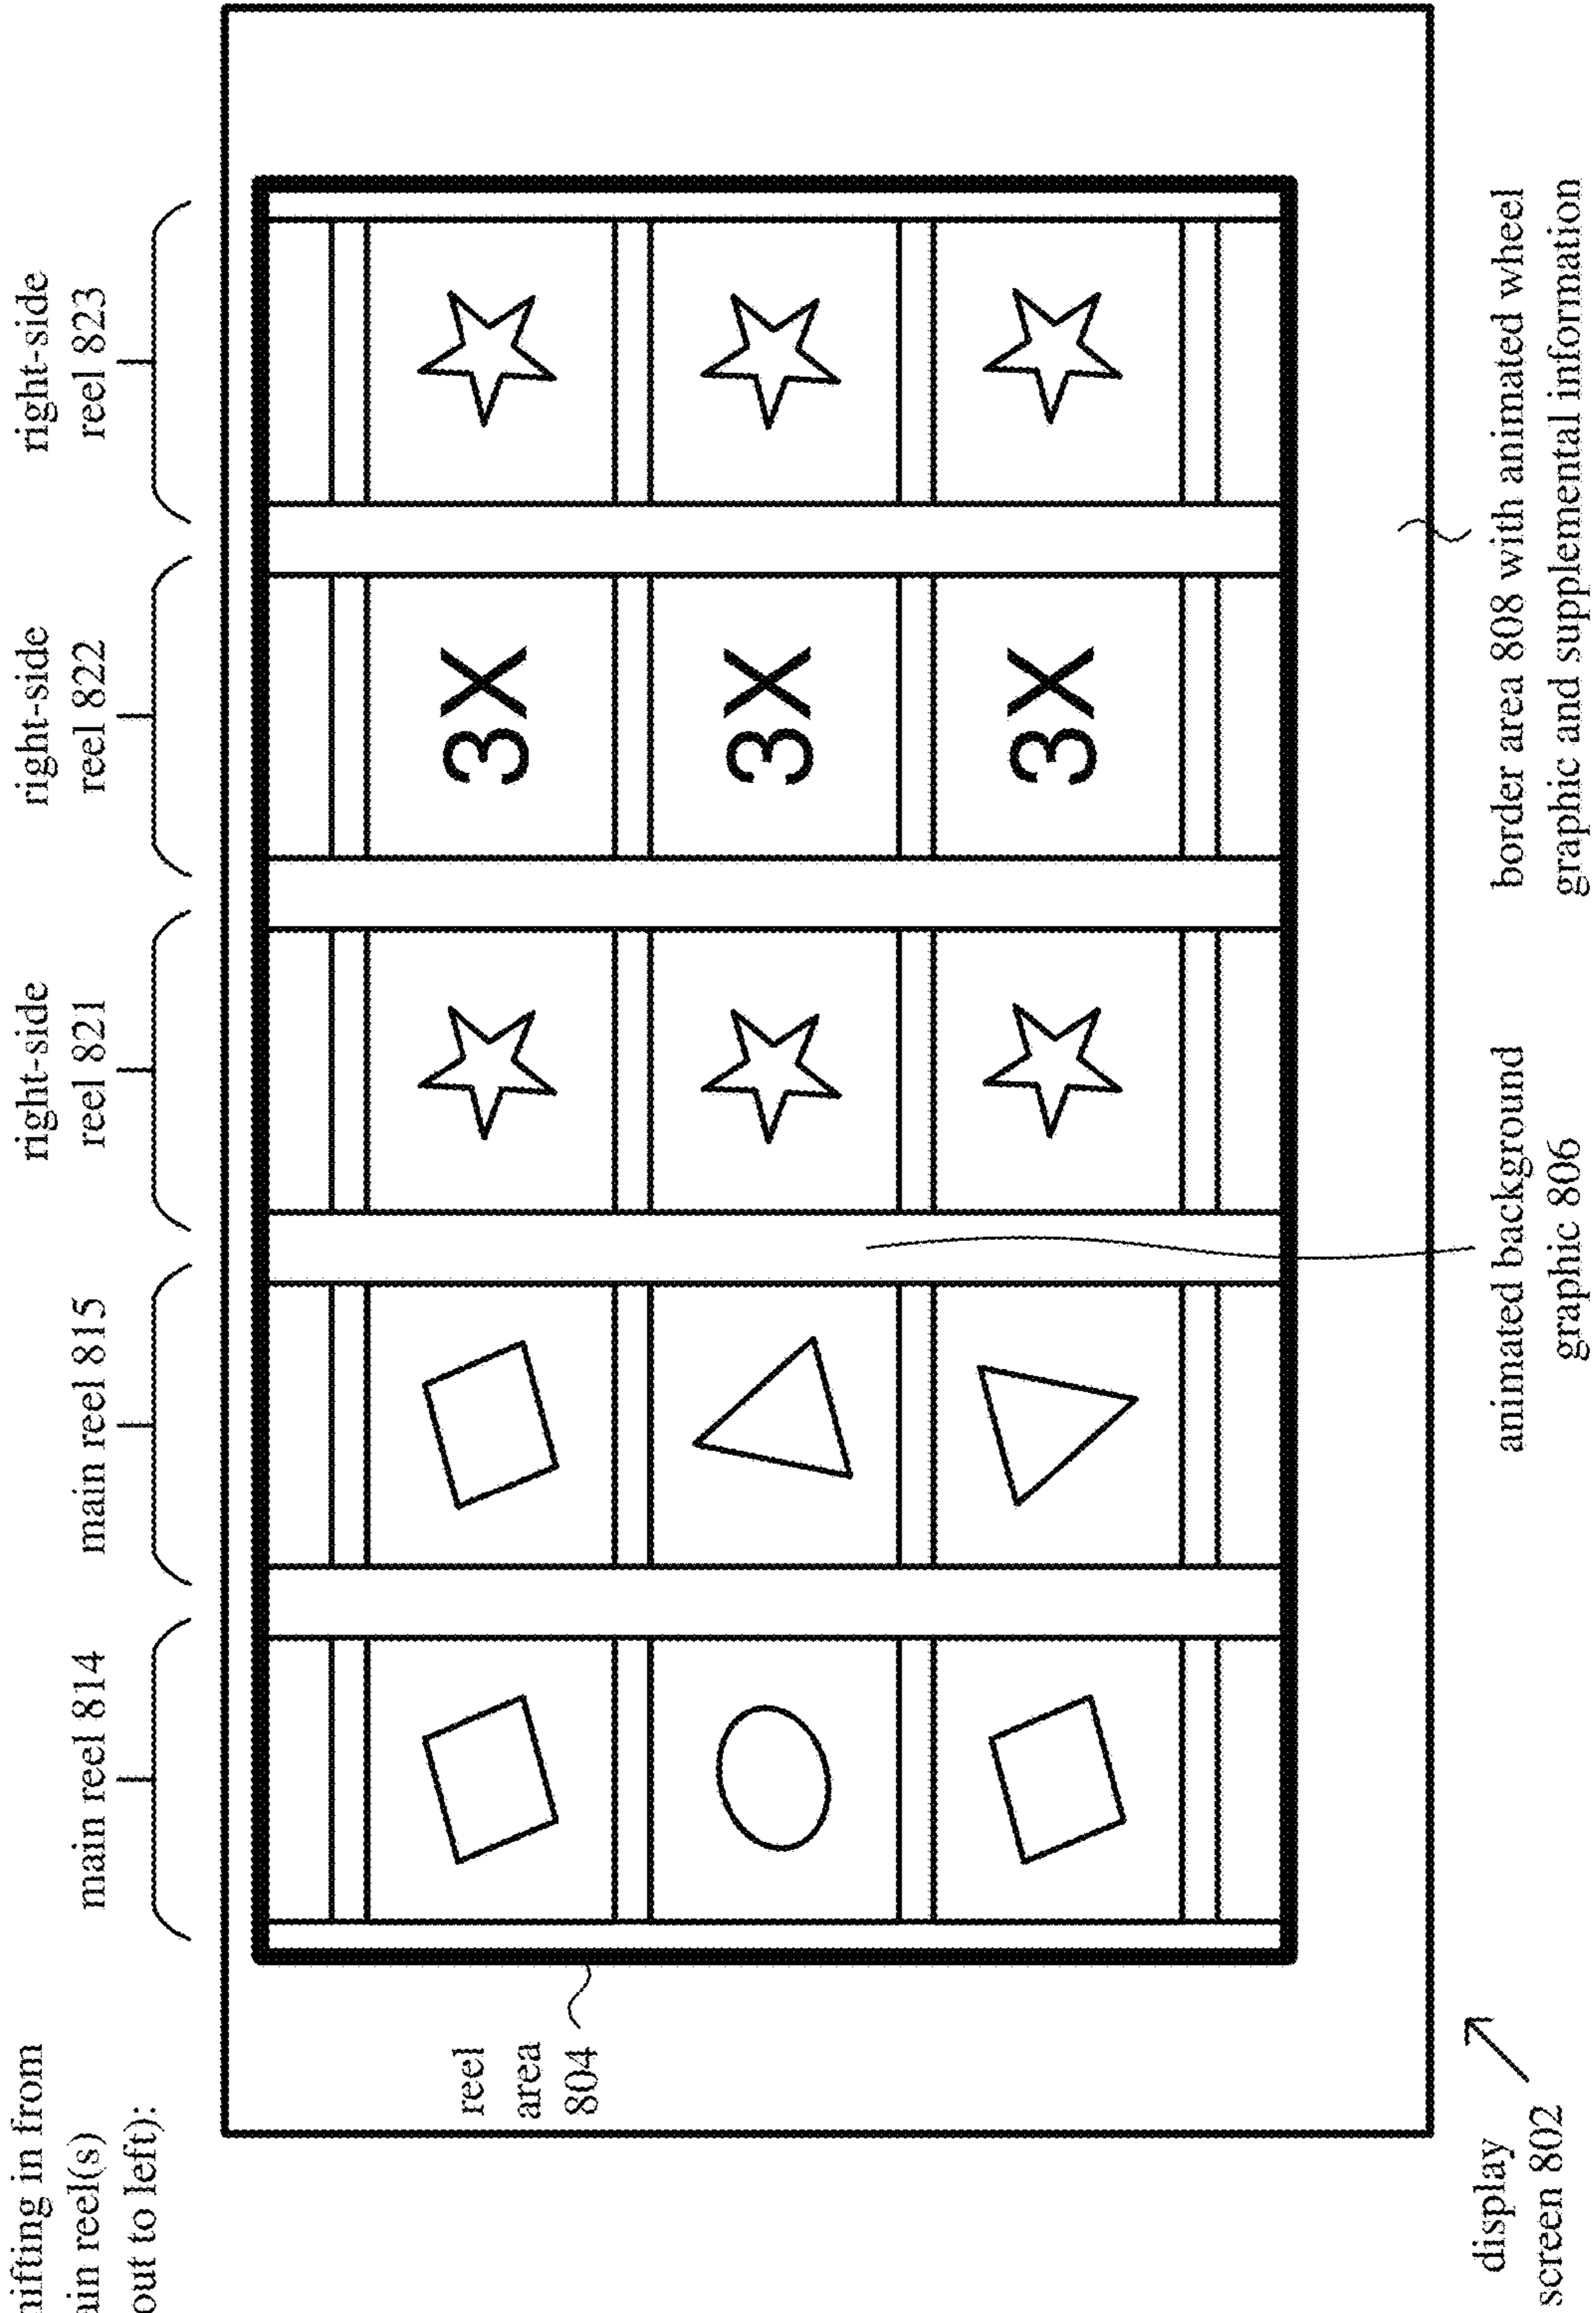 out to left):
main reel 814
main reel 815
right-side
reel 821
right-side
reel 822
right-side
reel 823
reel
area
804
3X
3X
3X
display
screen 802
animated background
graphic 806
border area 808 with animated wheel
graphic and supplemental information